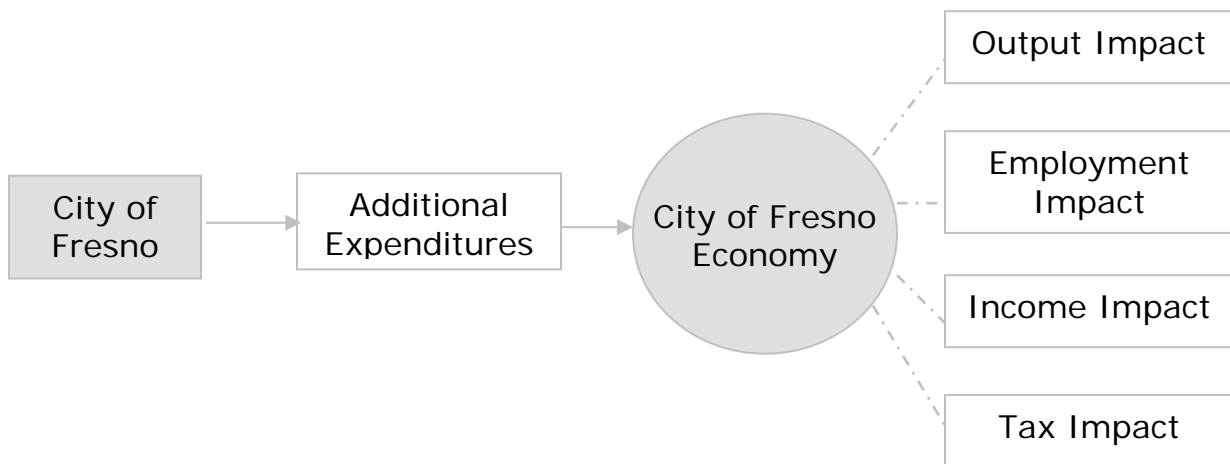 City of
Fresno
Additional
Expenditures
City of Fresno
Economy
Output Impact
Employment
Impact
Income Impact
Tax Impact